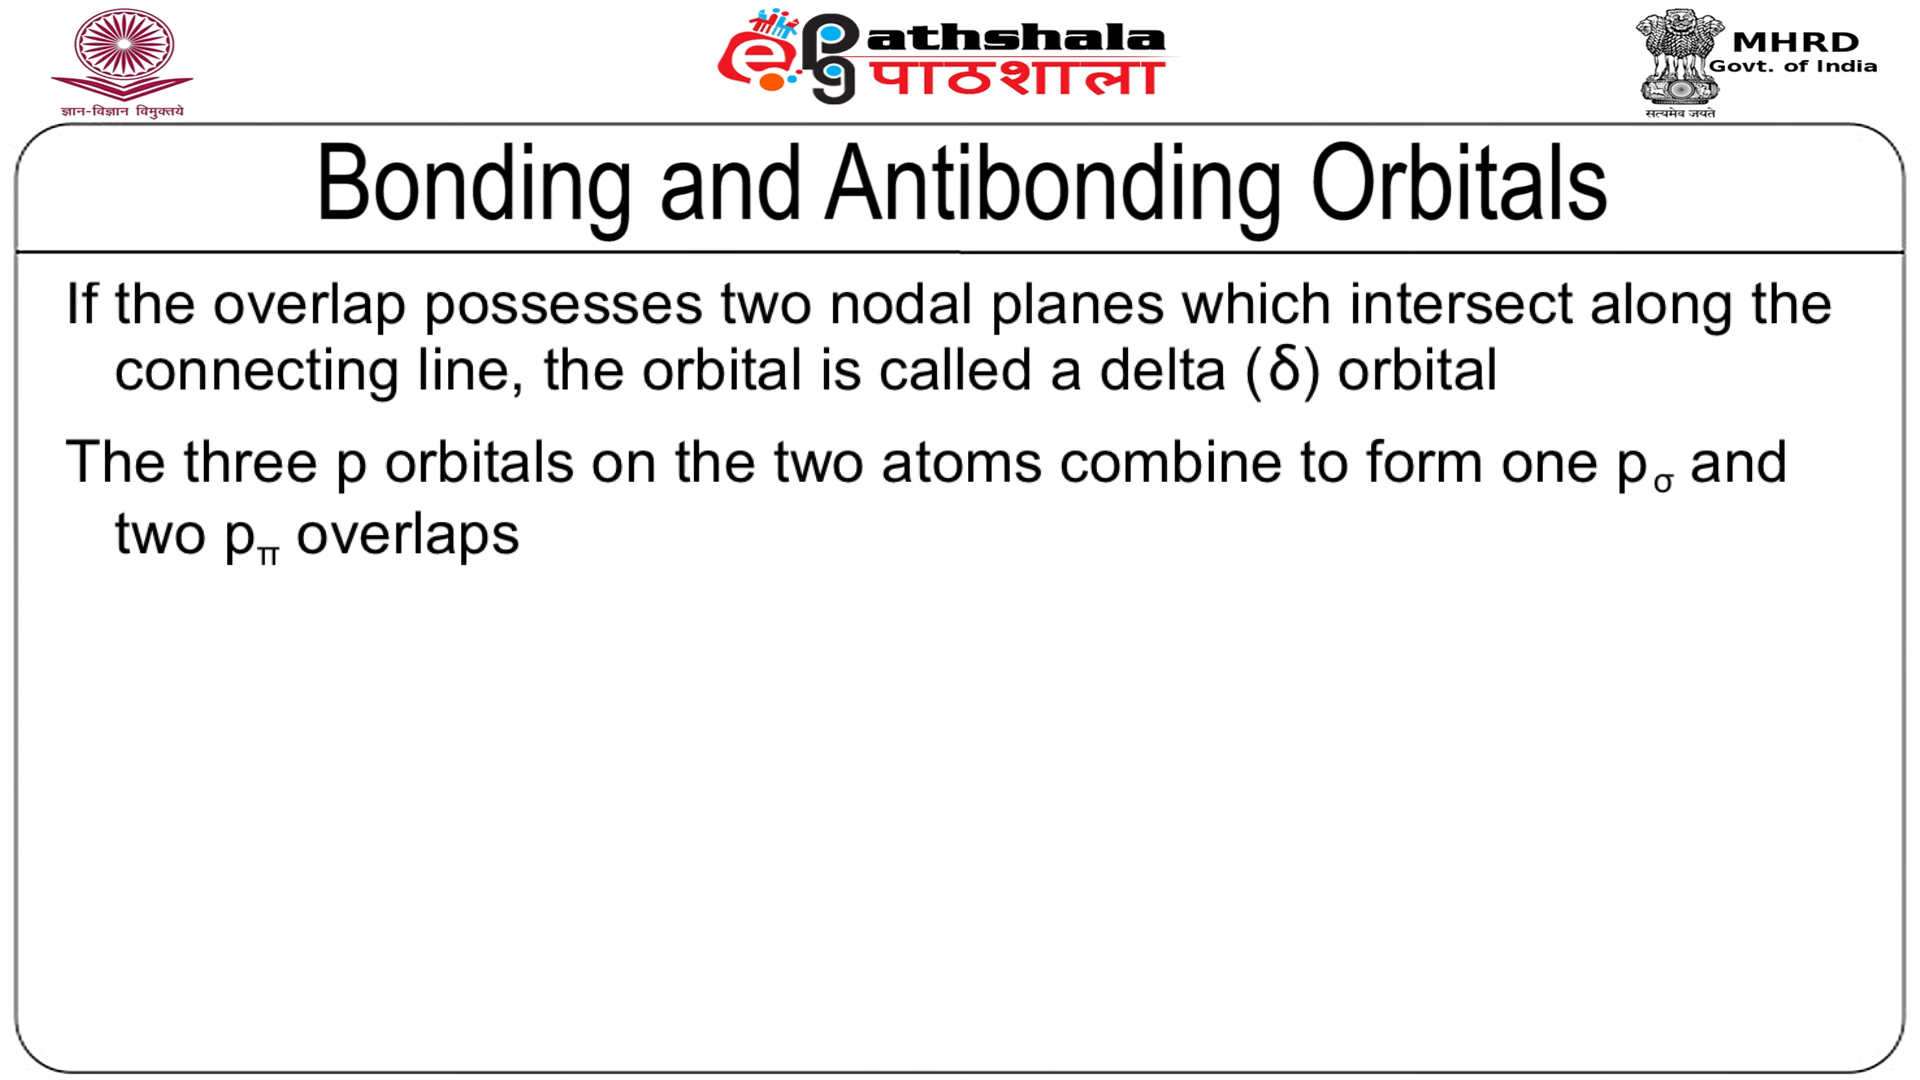 ज्ञान-विज्ञान विमुक्तये
ePg athshala
पाठशाला
MHRD
Govt. of India
सत्यमेव जयते
Bonding and Antibonding Orbitals
If the overlap possesses two nodal planes which intersect along the
connecting line, the orbital is called a delta (δ) orbital
The three p orbitals on the two atoms combine to form one pσ and
two pπ overlaps